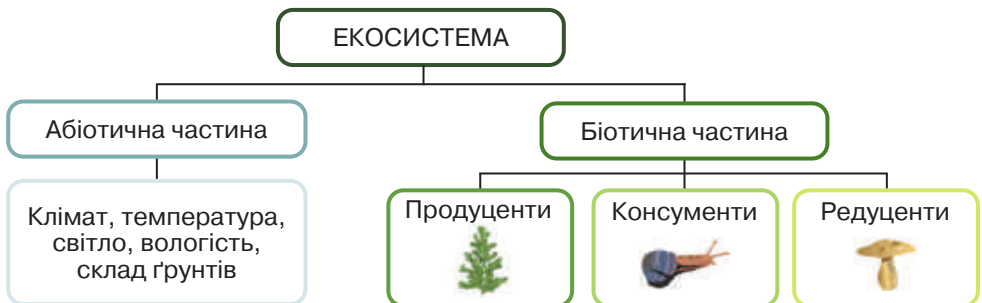 ЕКОСИСТЕМА
Абіотична частина
Біотична частина
Клімат, температура,
світло, вологість,
склад ґрунтів
Продуценти
Консументи
Редуценти